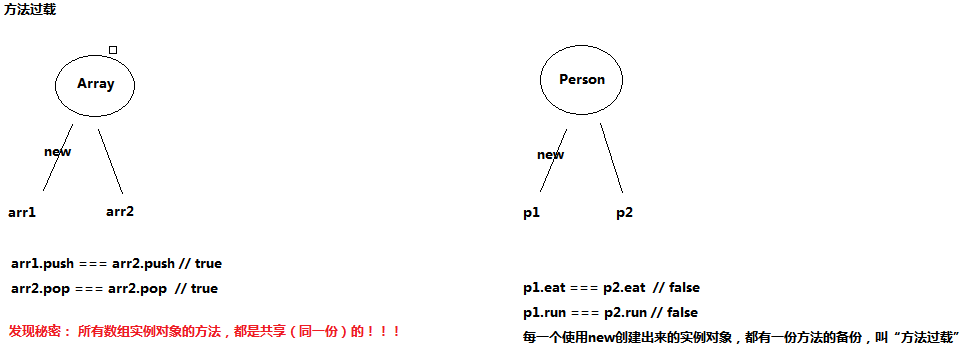 方法过载
Array
new
arr1
arr2
arr1.push === arr2.push // true
arr2.pop === arr2.pop // true
发现秘密： 所有数组实例对象的方法，都是共享（同一份）的！！！
Person
new
p1
p2
p1.eat === p2.eat // false
p1.run === p2.run // false
每一个使用new创建出来的实例对象，都有一份方法的备份，叫“方法过载”